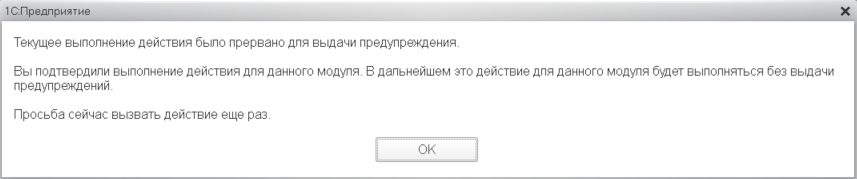 1С:Предприятие
Текущее выполнение действия было прервано для выдачи предупреждения.
Вы подтвердили выполнение действия для данного модуля. В дальнейшем это действие для данного модуля будет выполняться без выдачи
предупреждений.
Просьба сейчас вызвать действие еще раз.
OK